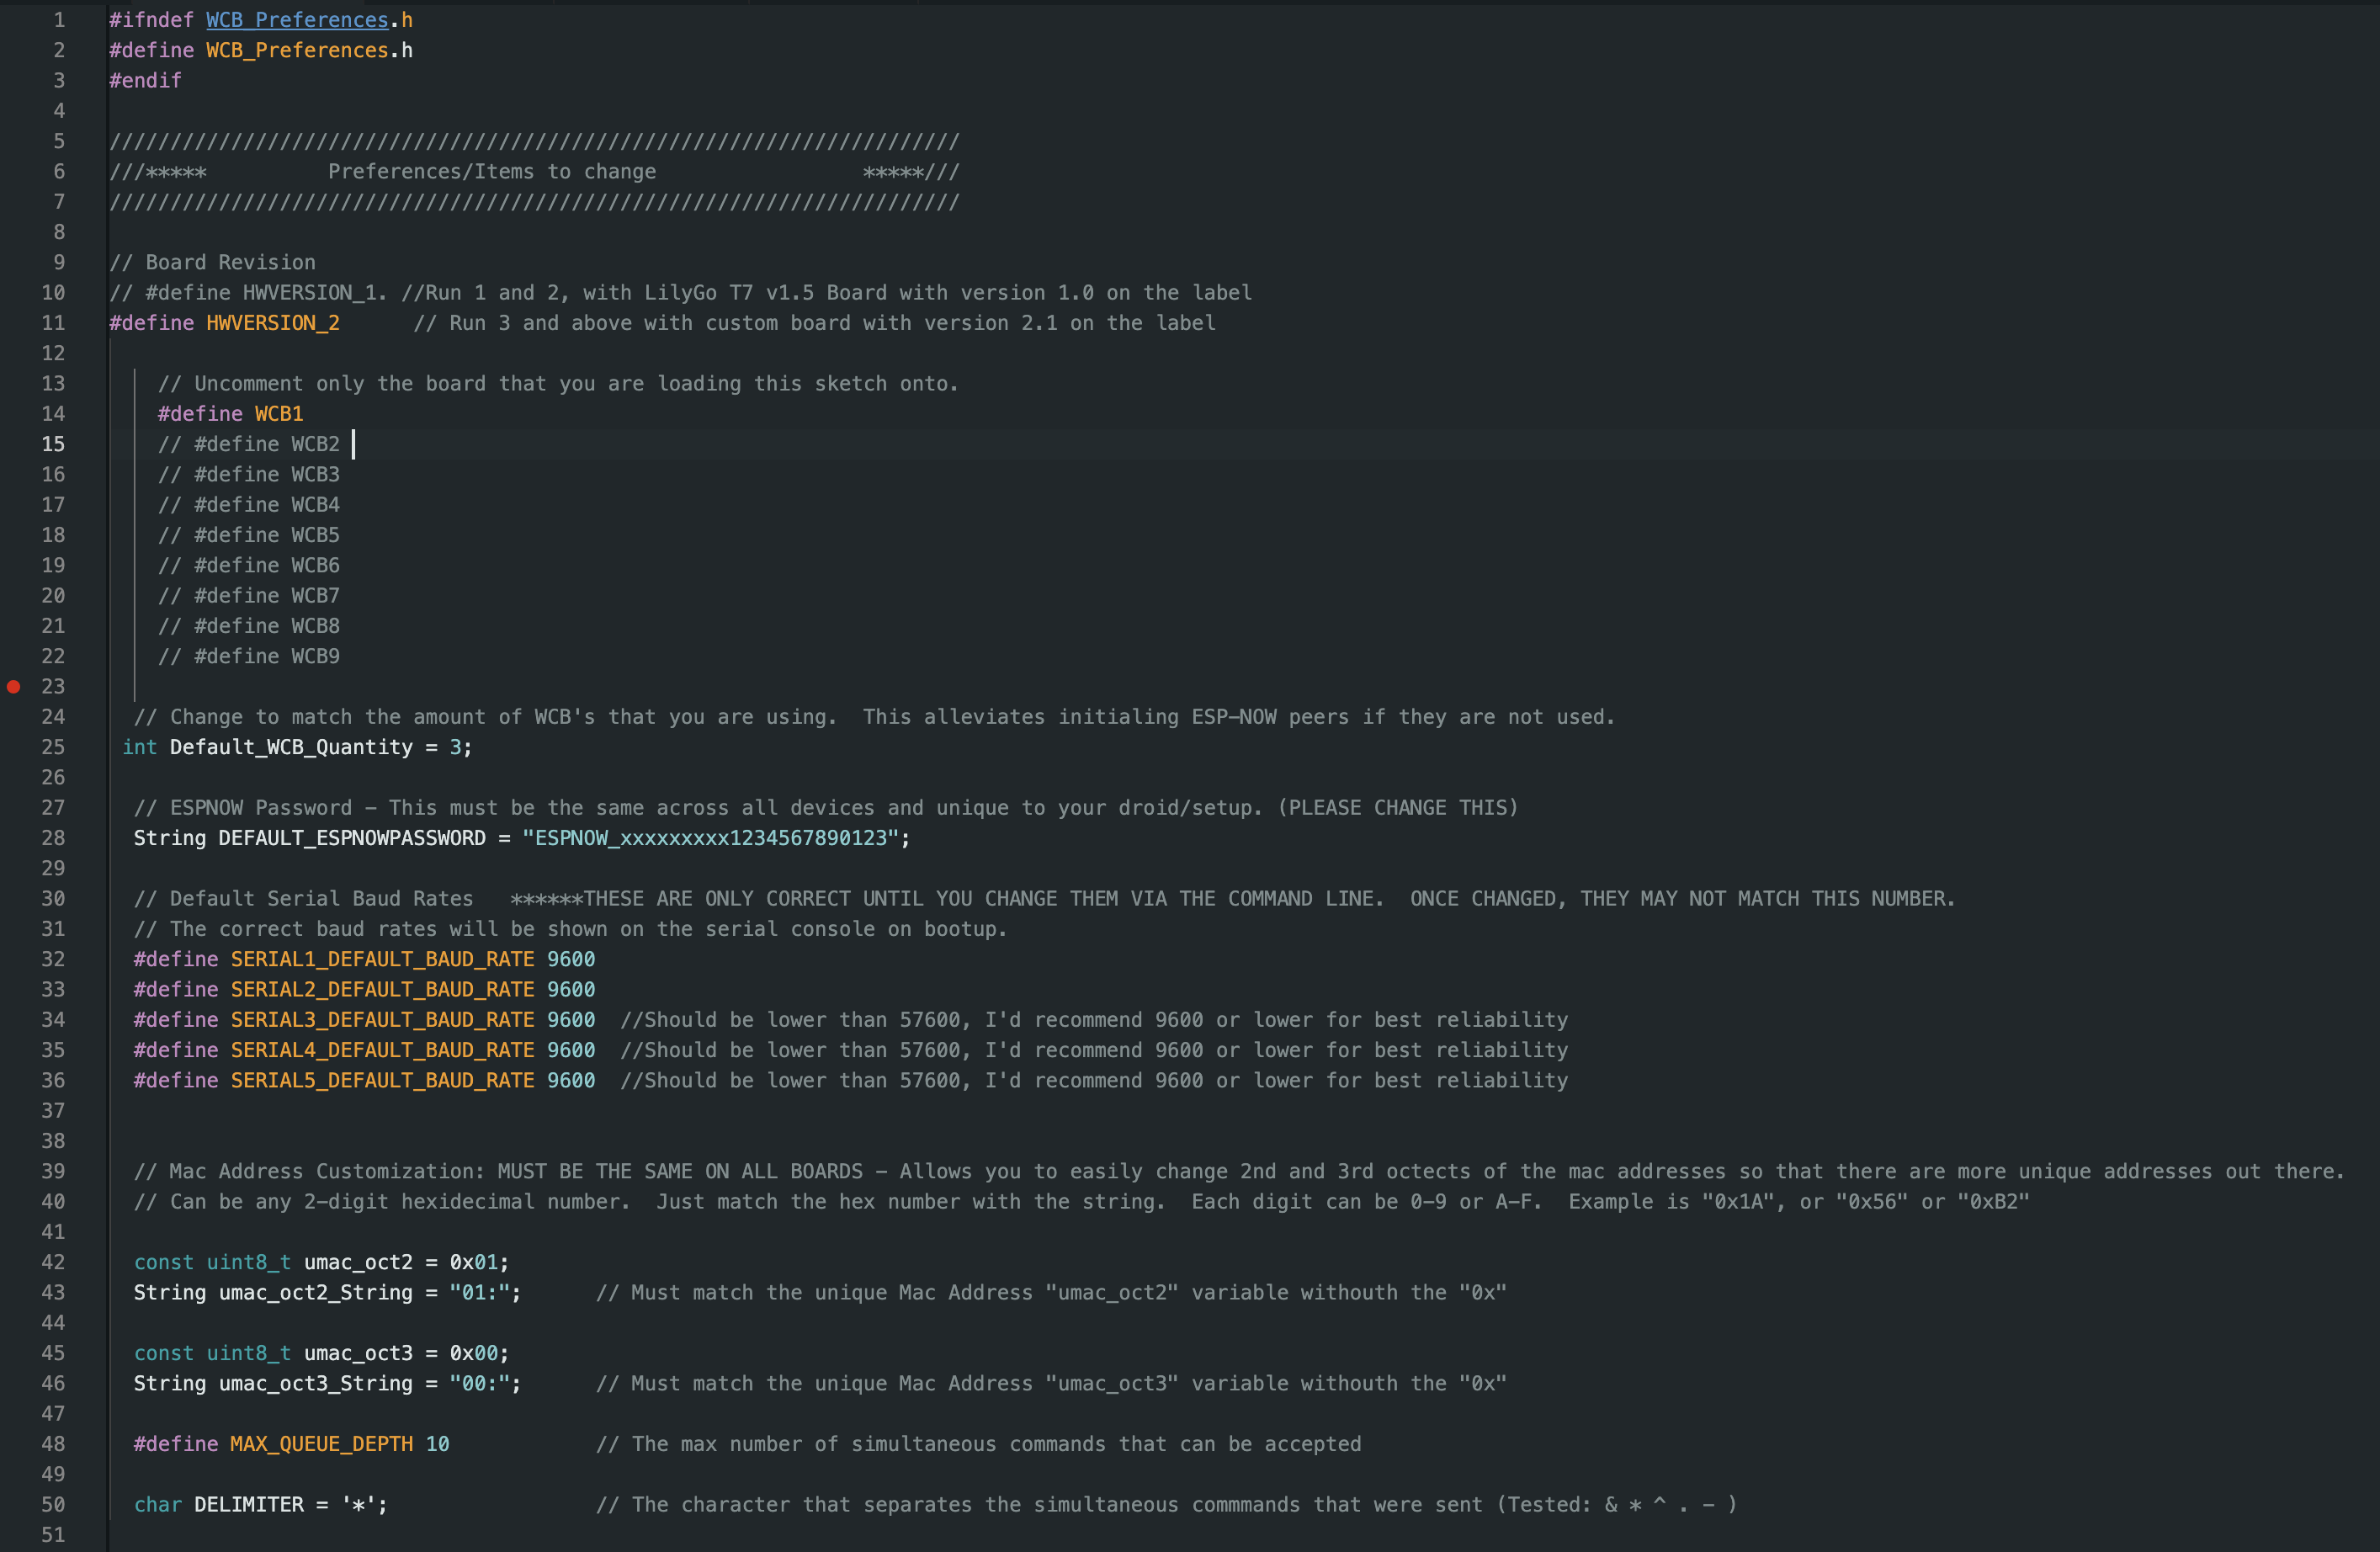 1 #ifndef WCB_Preferences.h
2 #define WCB_Preferences.h
3 #endif
4
5 //////////////////////////////////////////////////////////////////////
6 ///*****          Preferences/Items to change                 *****///
7 //////////////////////////////////////////////////////////////////////
8
9 // Board Revision
10 // #define HWVERSION_1. //Run 1 and 2, with LilyGo T7 v1.5 Board with version 1.0 on the label
11 #define HWVERSION_2      // Run 3 and above with custom board with version 2.1 on the label
12
13     // Uncomment only the board that you are loading this sketch onto.
14     #define WCB1
15     // #define WCB2
16     // #define WCB3
17     // #define WCB4
18     // #define WCB5
19     // #define WCB6
20     // #define WCB7
21     // #define WCB8
22     // #define WCB9
23
24   // Change to match the amount of WCB's that you are using.  This alleviates initialing ESP-NOW peers if they are not used.
25  int Default_WCB_Quantity = 3;
26
27   // ESPNOW Password - This must be the same across all devices and unique to your droid/setup. (PLEASE CHANGE THIS)
28   String DEFAULT_ESPNOWPASSWORD = "ESPNOW_xxxxxxxxx1234567890123";
29
30   // Default Serial Baud Rates   ******THESE ARE ONLY CORRECT UNTIL YOU CHANGE THEM VIA THE COMMAND LINE.  ONCE CHANGED, THEY MAY NOT MATCH THIS NUMBER.
31   // The correct baud rates will be shown on the serial console on bootup.
32   #define SERIAL1_DEFAULT_BAUD_RATE 9600
33   #define SERIAL2_DEFAULT_BAUD_RATE 9600
34   #define SERIAL3_DEFAULT_BAUD_RATE 9600  //Should be lower than 57600, I'd recommend 9600 or lower for best reliability
35   #define SERIAL4_DEFAULT_BAUD_RATE 9600  //Should be lower than 57600, I'd recommend 9600 or lower for best reliability
36   #define SERIAL5_DEFAULT_BAUD_RATE 9600  //Should be lower than 57600, I'd recommend 9600 or lower for best reliability
37
38
39   // Mac Address Customization: MUST BE THE SAME ON ALL BOARDS - Allows you to easily change 2nd and 3rd octects of the mac addresses so that there are more unique addresses out there.
40   // Can be any 2-digit hexidecimal number.  Just match the hex number with the string.  Each digit can be 0-9 or A-F.  Example is "0x1A", or "0x56" or "0xB2"
41
42   const uint8_t umac_oct2 = 0x01;
43   String umac_oct2_String = "01:";      // Must match the unique Mac Address "umac_oct2" variable withouth the "0x"
44
45   const uint8_t umac_oct3 = 0x00;
46   String umac_oct3_String = "00:";      // Must match the unique Mac Address "umac_oct3" variable withouth the "0x"
47
48   #define MAX_QUEUE_DEPTH 10            // The max number of simultaneous commands that can be accepted
49
50   char DELIMITER = '*';                 // The character that separates the simultaneous commmands that were sent (Tested: & * ^ . - )
51